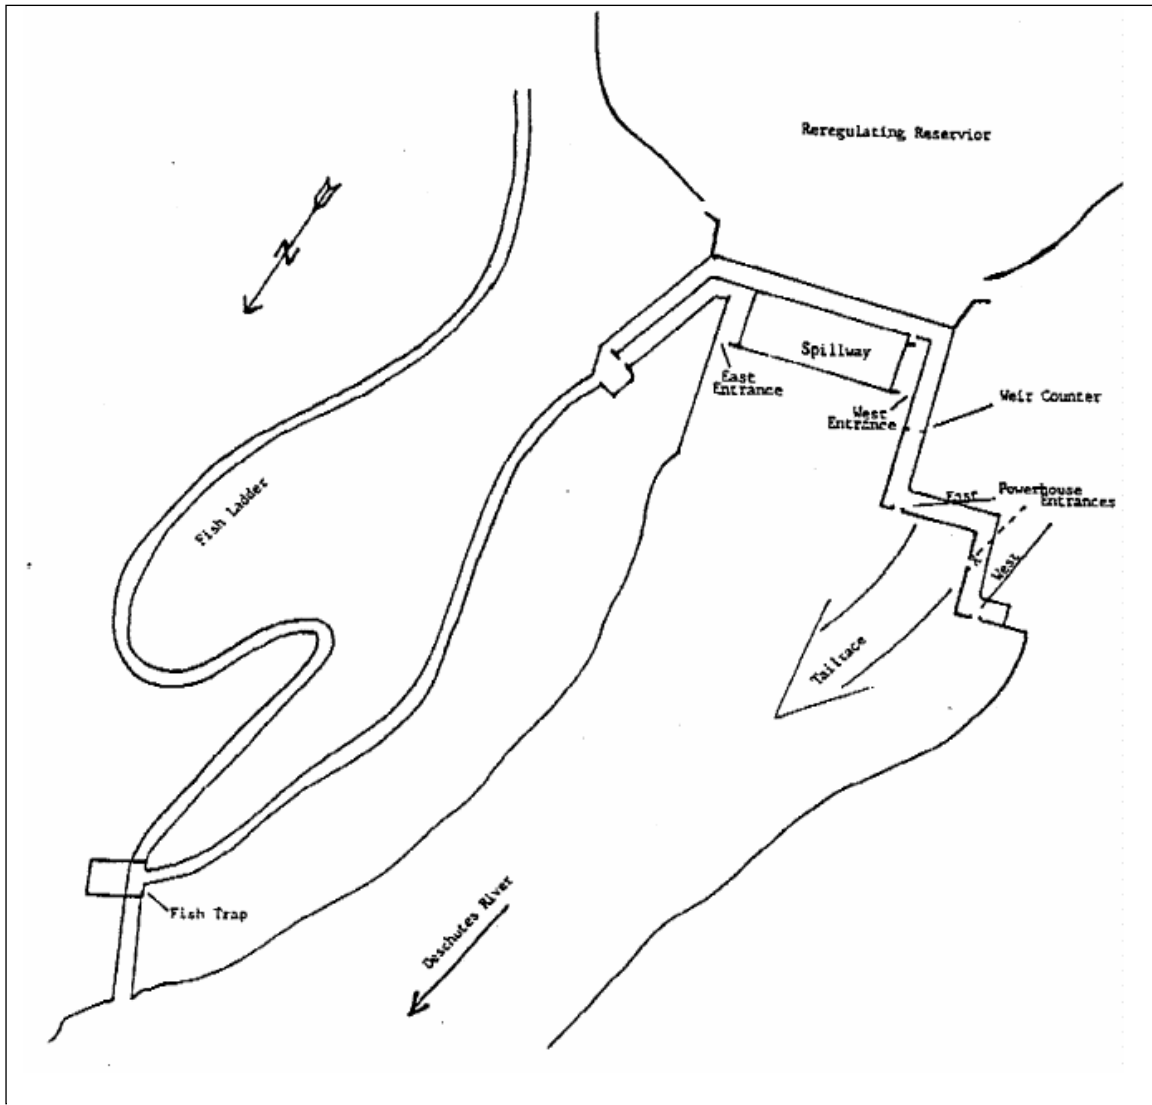 Reregulating Reservior
N
Spillway
East
Entrance
West
Entrance
Weir Counter
East
Powerhouse
Entrances
West
Fish Ladder
Tailrace
Fish Trap
Deschutes River